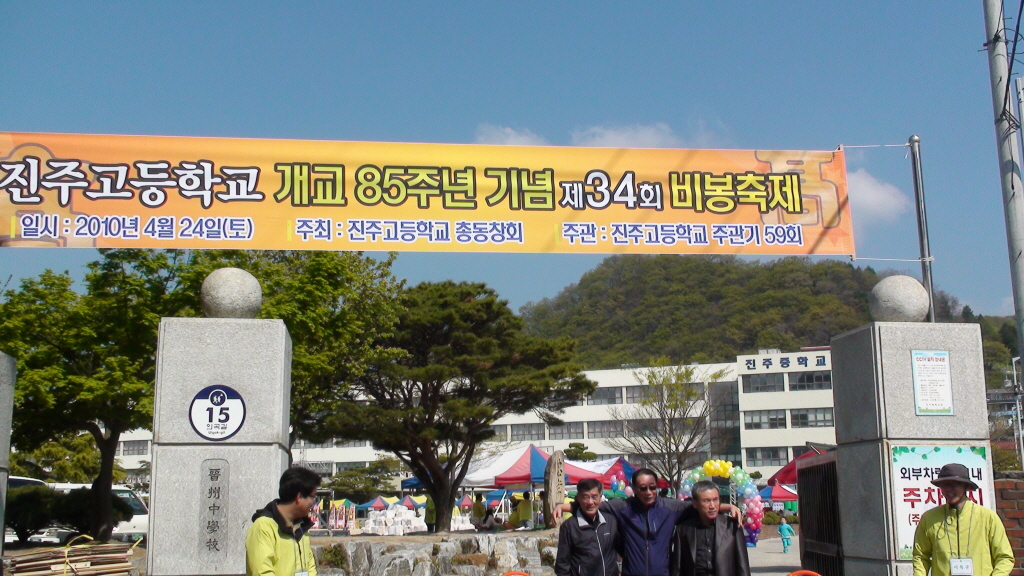 진주고등학교 개교 85주년 기념 제34회 비봉축제
일시 : 2010년 4월 24일(토) 주최 : 진주고등학교 총동창회 주관 : 진주고등학교 주관기 59회
진주중학교
15
晉州中學校
외부차량 내
주차 지